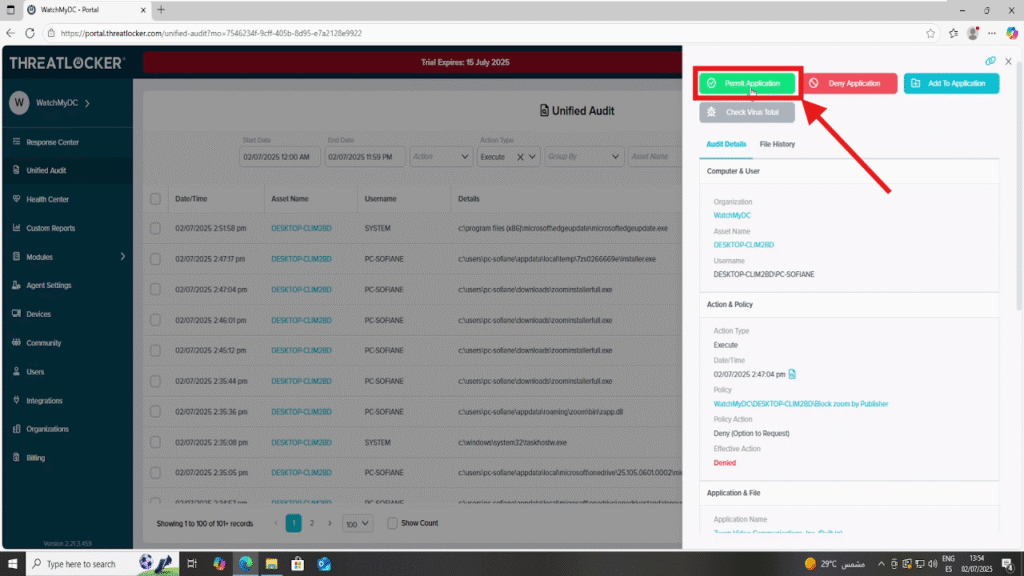 WatchMyDC - Portal
https://portal.threatlocker.com/unified-audit?mo=7546234f-9cff-405b-8d95-e7a2128e9922
THREATLOCKER
Trial Expires: 15 July 2025
W WatchMyDC
Response Center
Unified Audit
Health Center
Custom Reports
Modules
Agent Settings
Devices
Community
Users
Integrations
Organizations
Billing
Version 2.21.3.459
Unified Audit
Start Date End Date Action Type
02/07/2025 12:00 AM 02/07/2025 11:59 PM Action Execute Group By Asset Name
Date/Time Asset Name Username Details
02/07/2025 2:51:58 pm DESKTOP-CLIM2BD SYSTEM c:\program files (x86)\microsoft\edgeupdate\microsoftedgeupdate.exe
02/07/2025 2:47:17 pm DESKTOP-CLIM2BD PC-SOFIANE c:\users\pc-sofiane\appdata\local\temp\7zs0266669e\installer.exe
02/07/2025 2:47:04 pm DESKTOP-CLIM2BD PC-SOFIANE c:\users\pc-sofiane\downloads\zoominstallerfull.exe
02/07/2025 2:46:01 pm DESKTOP-CLIM2BD PC-SOFIANE c:\users\pc-sofiane\downloads\zoominstallerfull.exe
02/07/2025 2:45:12 pm DESKTOP-CLIM2BD PC-SOFIANE c:\users\pc-sofiane\downloads\zoominstallerfull.exe
02/07/2025 2:35:44 pm DESKTOP-CLIM2BD PC-SOFIANE c:\users\pc-sofiane\downloads\zoominstallerfull.exe
02/07/2025 2:35:36 pm DESKTOP-CLIM2BD PC-SOFIANE c:\users\pc-sofiane\appdata\roaming\zoom\bin\zapp.dll
02/07/2025 2:35:08 pm DESKTOP-CLIM2BD SYSTEM c:\windows\system32\taskhostw.exe
02/07/2025 2:35:05 pm DESKTOP-CLIM2BD PC-SOFIANE c:\users\pc-sofiane\appdata\local\microsoft\onedrive\25.105.0601.0002\mi
Showing 1 to 100 of 101+ records 1 2 100 Show Count
Permit Application Deny Application Add To Application
Check Virus Total
Audit Details File History
Computer & User
Organization
WatchMyDC
Asset Name
DESKTOP-CLIM2BD
Username
DESKTOP-CLIM2BD\PC-SOFIANE
Action & Policy
Action Type
Execute
Date/Time
02/07/2025 2:47:04 pm
Policy
WatchMyDC\DESKTOP-CLIM2BD\Block zoom by Publisher
Policy Action
Deny (Option to Request)
Effective Action
Denied
Application & File
Application Name
Type here to search
29°C مشمس
ENG
ES
13:54
02/07/2025